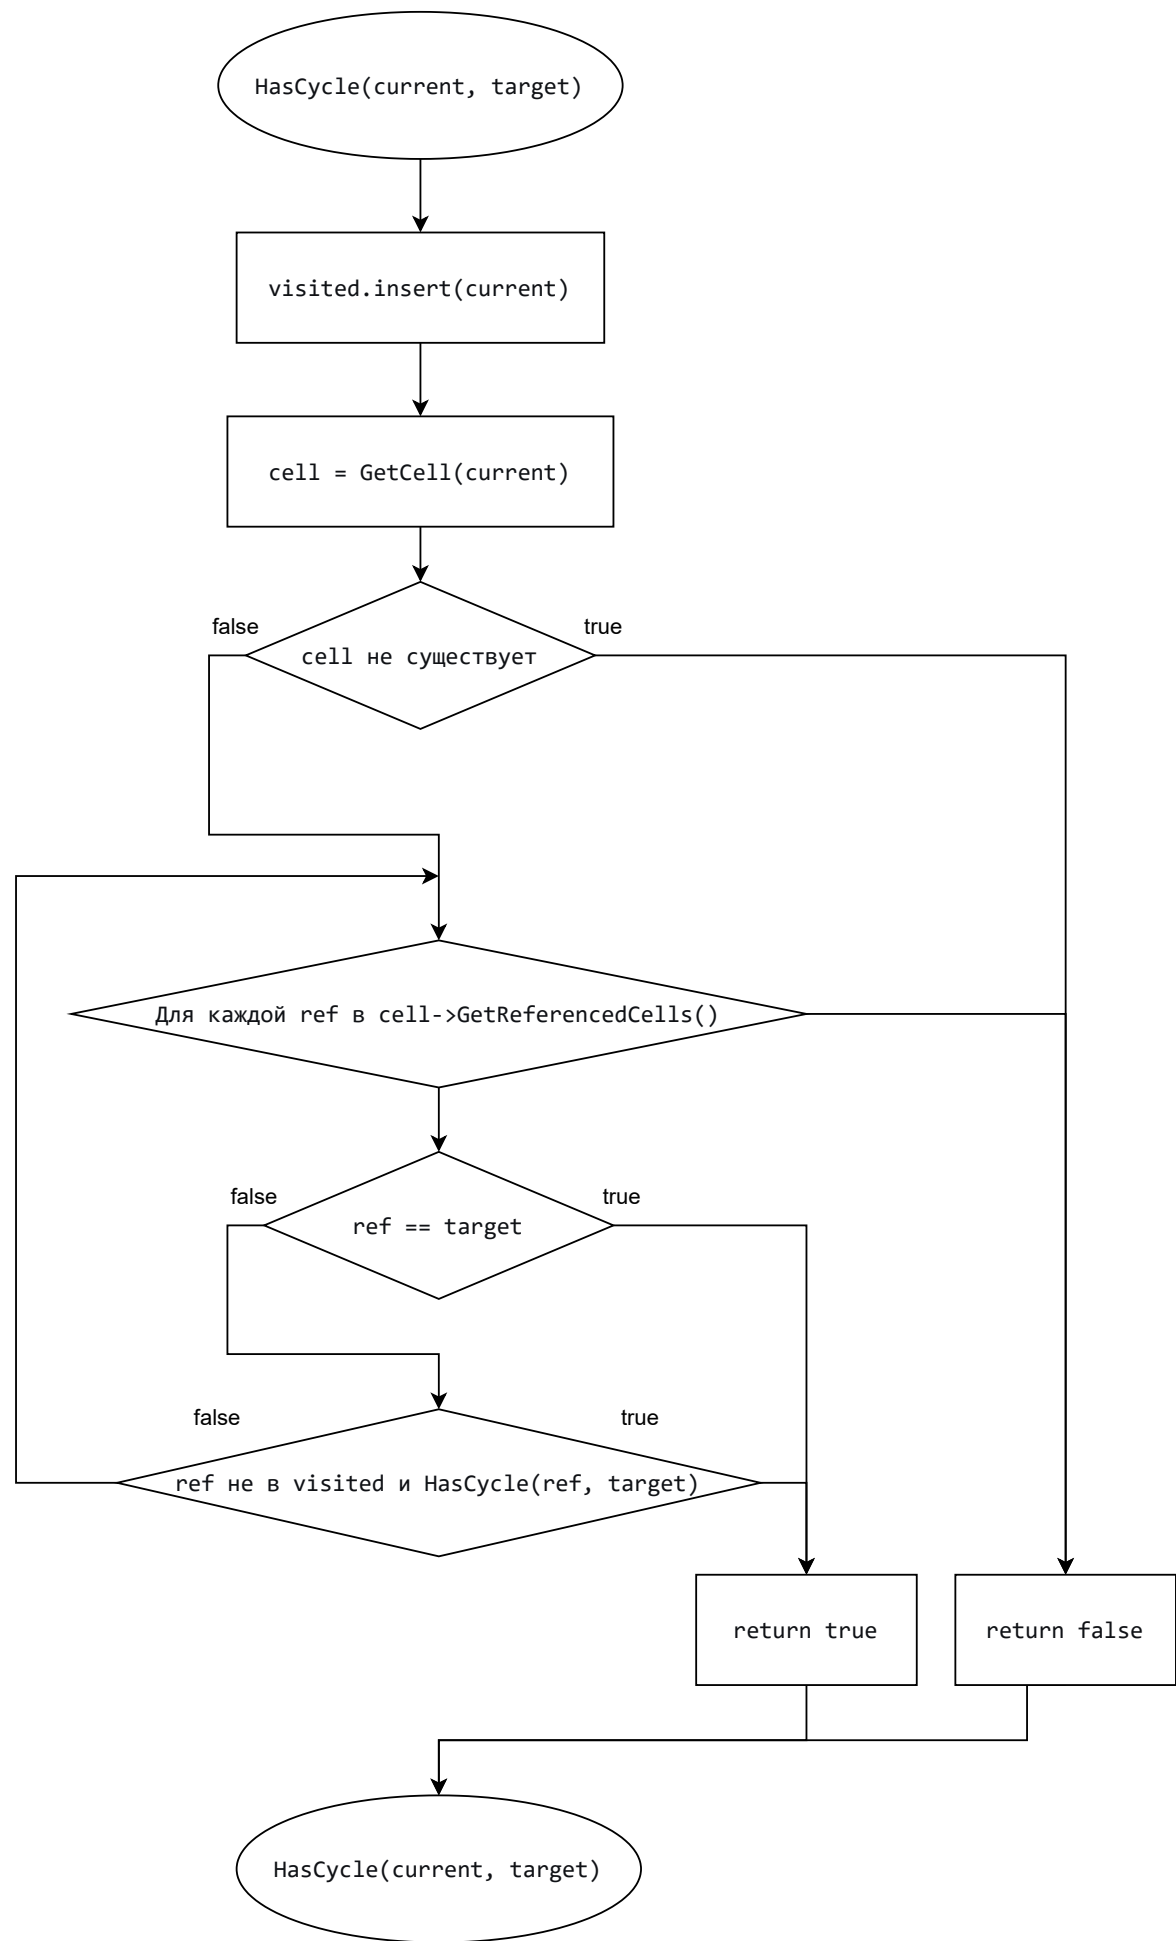 HasCycle(current, target)
visited.insert(current)
cell = GetCell(current)
false
true
cell не существует
Для каждой ref в cell->GetReferencedCells()
false
true
ref == target
false
true
ref не в visited и HasCycle(ref, target)
return true
return false
HasCycle(current, target)